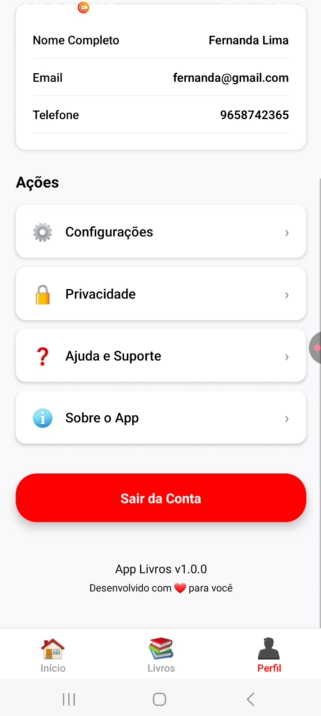 Nome Completo Fernanda Lima
Email fernanda@gmail.com
Telefone 9658742365
Ações
Configurações ›
Privacidade ›
Ajuda e Suporte ›
Sobre o App ›
Sair da Conta
App Livros v1.0.0
Desenvolvido com ❤️ para você
Início Livros Perfil